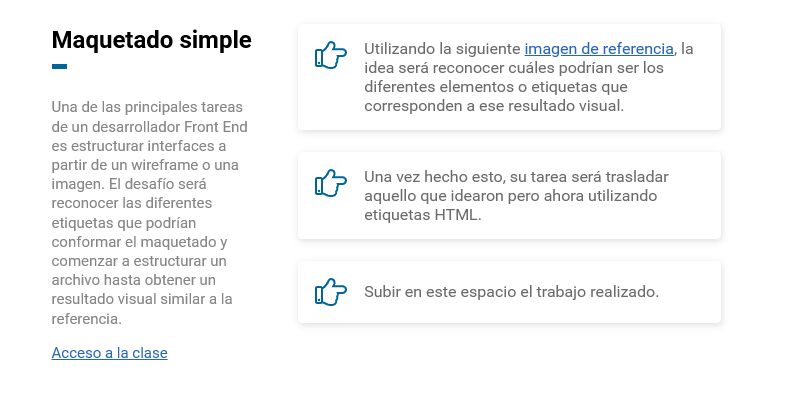 Maquetado simple
Una de las principales tareas
de un desarrollador Front End
es estructurar interfaces a
partir de un wireframe o una
imagen. El desafío será
reconocer las diferentes
etiquetas que podrían
conformar el maquetado y
comenzar a estructurar un
archivo hasta obtener un
resultado visual similar a la
referencia.
Acceso a la clase
Utilizando la siguiente imagen de referencia, la
idea será reconocer cuáles podrían ser los
diferentes elementos o etiquetas que
corresponden a ese resultado visual.
Una vez hecho esto, su tarea será trasladar
aquello que idearon pero ahora utilizando
etiquetas HTML.
Subir en este espacio el trabajo realizado.